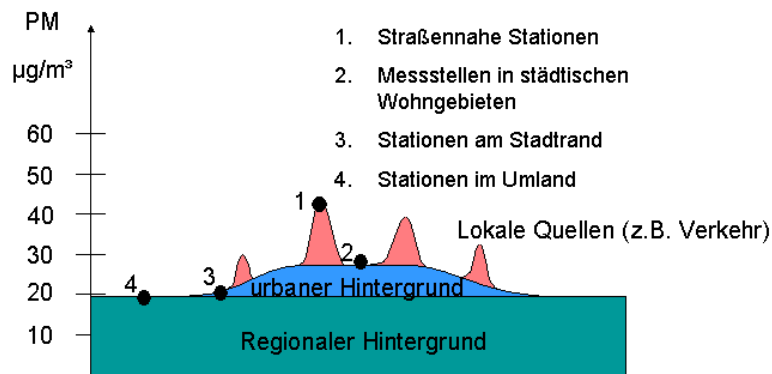 PM
µg/m³
60
50
40
30
20
10
1. Straßennahe Stationen
2. Messstellen in städtischen
Wohngebieten
3. Stationen am Stadtrand
4. Stationen im Umland
Lokale Quellen (z.B. Verkehr)
1
2
3
4
urbaner Hintergrund
Regionaler Hintergrund